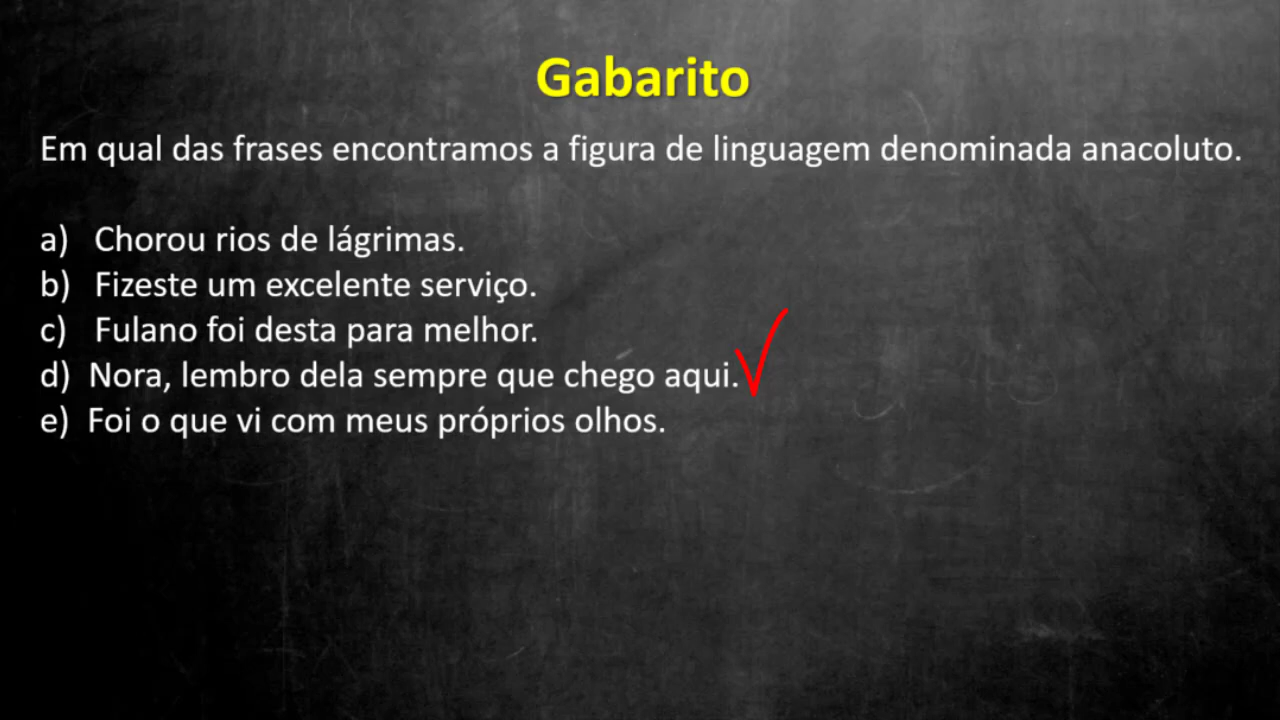 Gabarito
Em qual das frases encontramos a figura de linguagem denominada anacoluto.
a) Chorou rios de lágrimas.
b) Fizeste um excelente serviço.
c) Fulano foi desta para melhor.
d) Nora, lembro dela sempre que chego aqui.
e) Foi o que vi com meus próprios olhos.